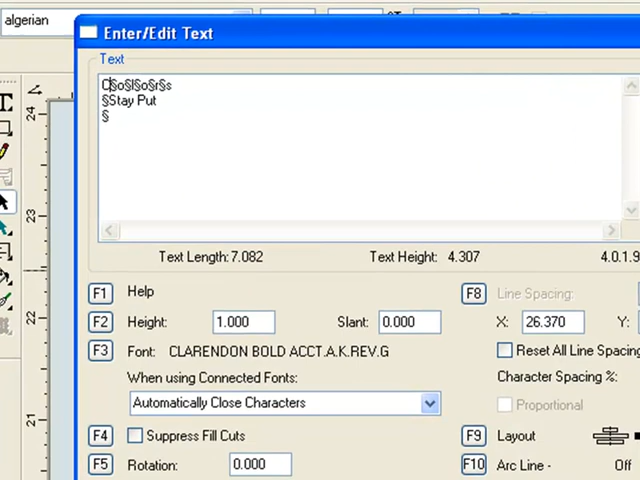 algerian
Enter/Edit Text
Text
C§o§l§o§r§s
§Stay Put
§
Text Length: 7.082 Text Height: 4.307 4.0.1.9
F1 Help F8 Line Spacing:
F2 Height: 1.000 Slant: 0.000 X: 26.370 Y:
F3 Font: CLARENDON BOLD ACCT.A.K.REV.G Reset All Line Spacing
When using Connected Fonts: Character Spacing %:
Automatically Close Characters Proportional
F4 Suppress Fill Cuts F9 Layout
F5 Rotation: 0.000 F10 Arc Line - Off
24
23
22
21